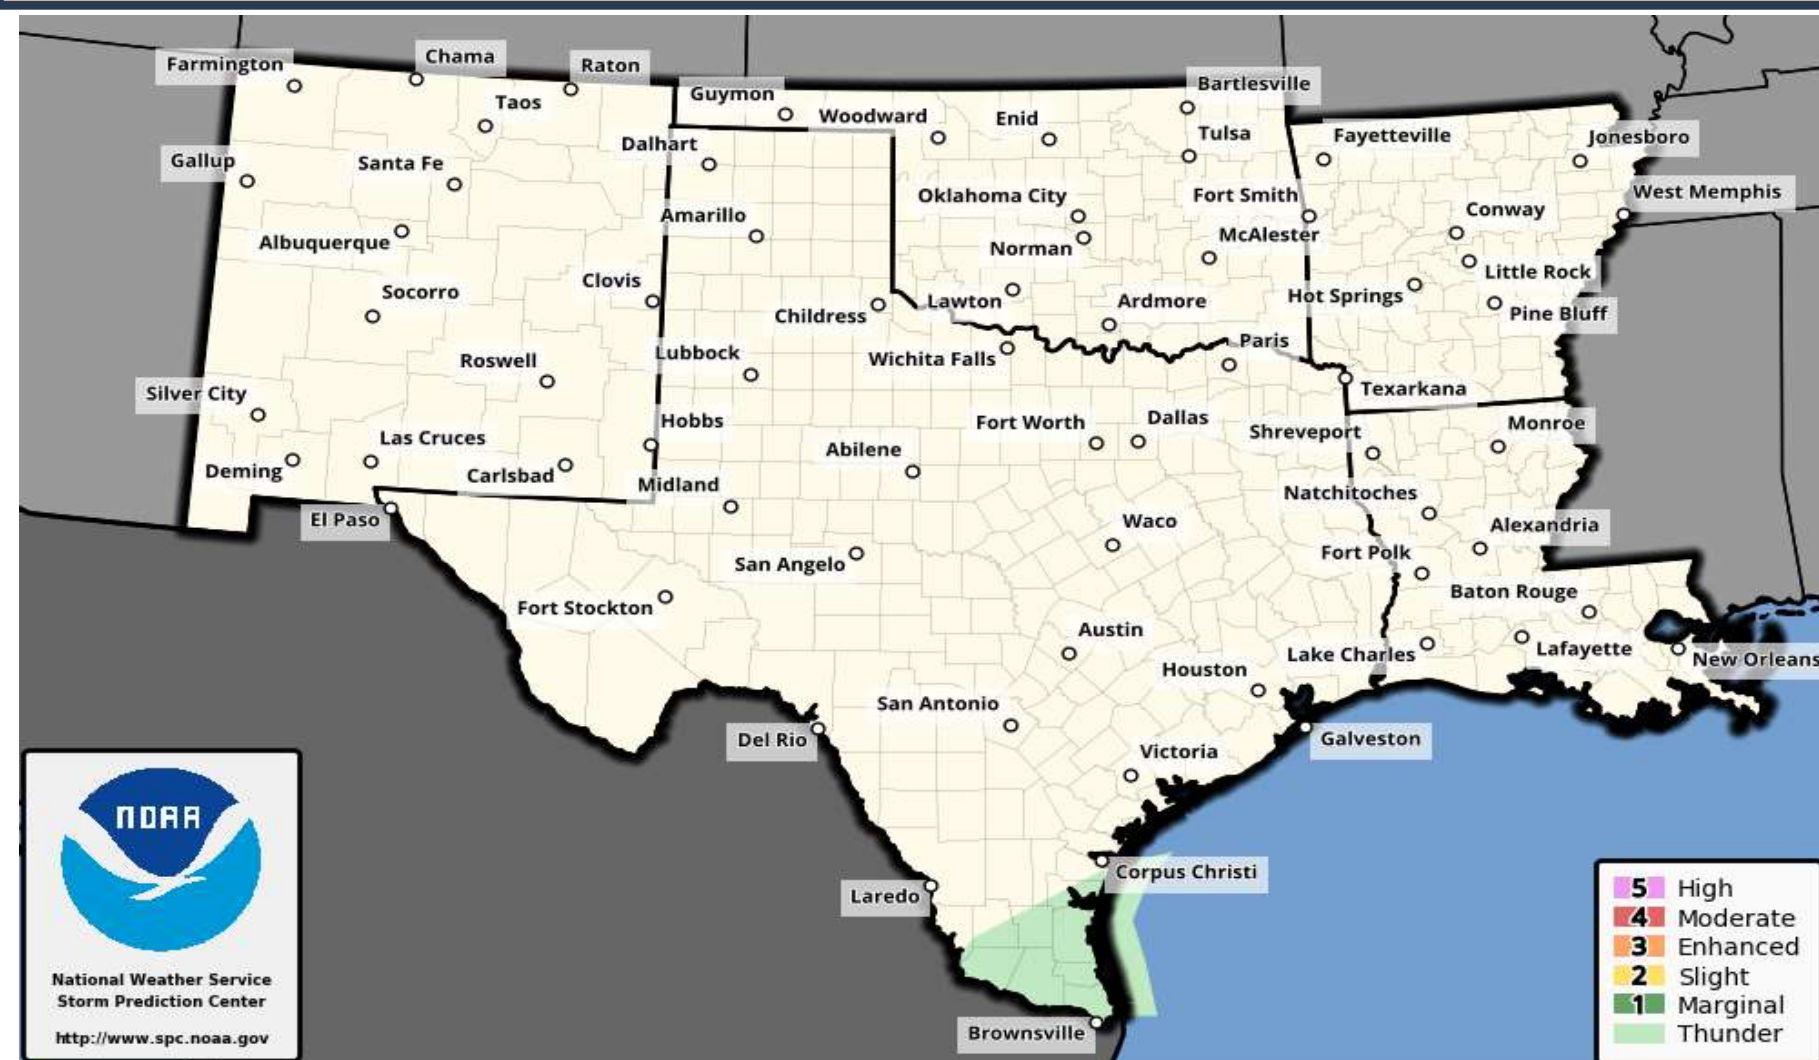 Farmington
Chama
Raton
Taos
Guymon
Woodward
Enid
Bartlesville
Tulsa
Fayetteville
Jonesboro
Gallup
Santa Fe
Dalhart
Oklahoma City
Fort Smith
Conway
West Memphis
Albuquerque
Amarillo
Norman
McAlester
Little Rock
Socorro
Clovis
Childress
Lawton
Ardmore
Hot Springs
Pine Bluff
Roswell
Lubbock
Wichita Falls
Paris
Texarkana
Silver City
Las Cruces
Hobbs
Fort Worth
Dallas
Shreveport
Monroe
Deming
Carlsbad
Midland
Abilene
Natchitoches
El Paso
San Angelo
Waco
Alexandria
Fort Polk
Fort Stockton
Austin
Baton Rouge
Houston
Lake Charles
Lafayette
New Orleans
Del Rio
San Antonio
Galveston
Victoria
Laredo
Corpus Christi
Brownsville
NOAA
National Weather Service
Storm Prediction Center
http://www.spc.noaa.gov
5 High
4 Moderate
3 Enhanced
2 Slight
1 Marginal
Thunder